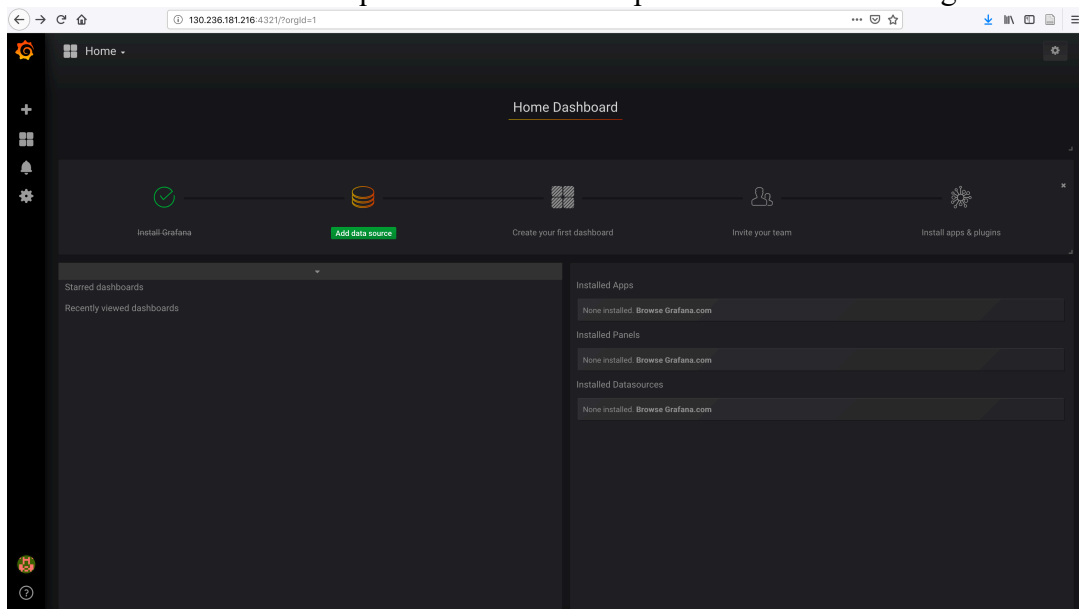 130.236.181.216:4321/?orgId=1
Home
Home Dashboard
Install Grafana
Add data source
Create your first dashboard
Invite your team
Install apps & plugins
Starred dashboards
Recently viewed dashboards
Installed Apps
None installed. Browse Grafana.com
Installed Panels
None installed. Browse Grafana.com
Installed Datasources
None installed. Browse Grafana.com